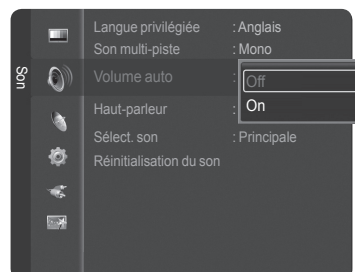 Son
Langue privilégiée : Anglais
Son multi-piste : Mono
Volume auto :
Off
On
Haut-parleur :
Sélect. son : Principale
Réinitialisation du son